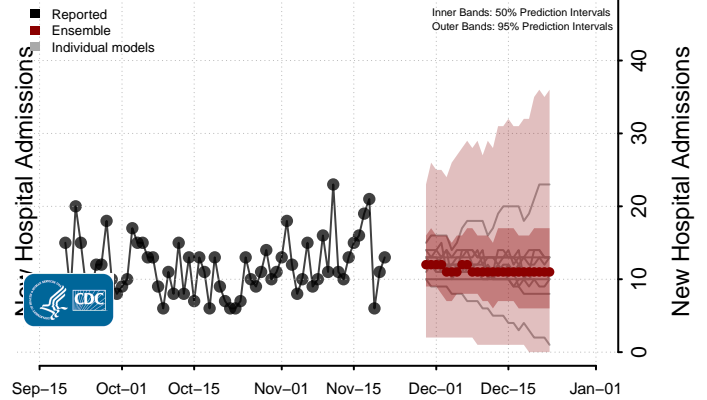 Reported
Ensemble
Individual models
Inner Bands: 50% Prediction Intervals
Outer Bands: 95% Prediction Intervals
New Hospital Admissions
New Hospital Admissions
40
30
20
10
0
CDC
Sep–15
Oct–01
Oct–15
Nov–01
Nov–15
Dec–01
Dec–15
Jan–01